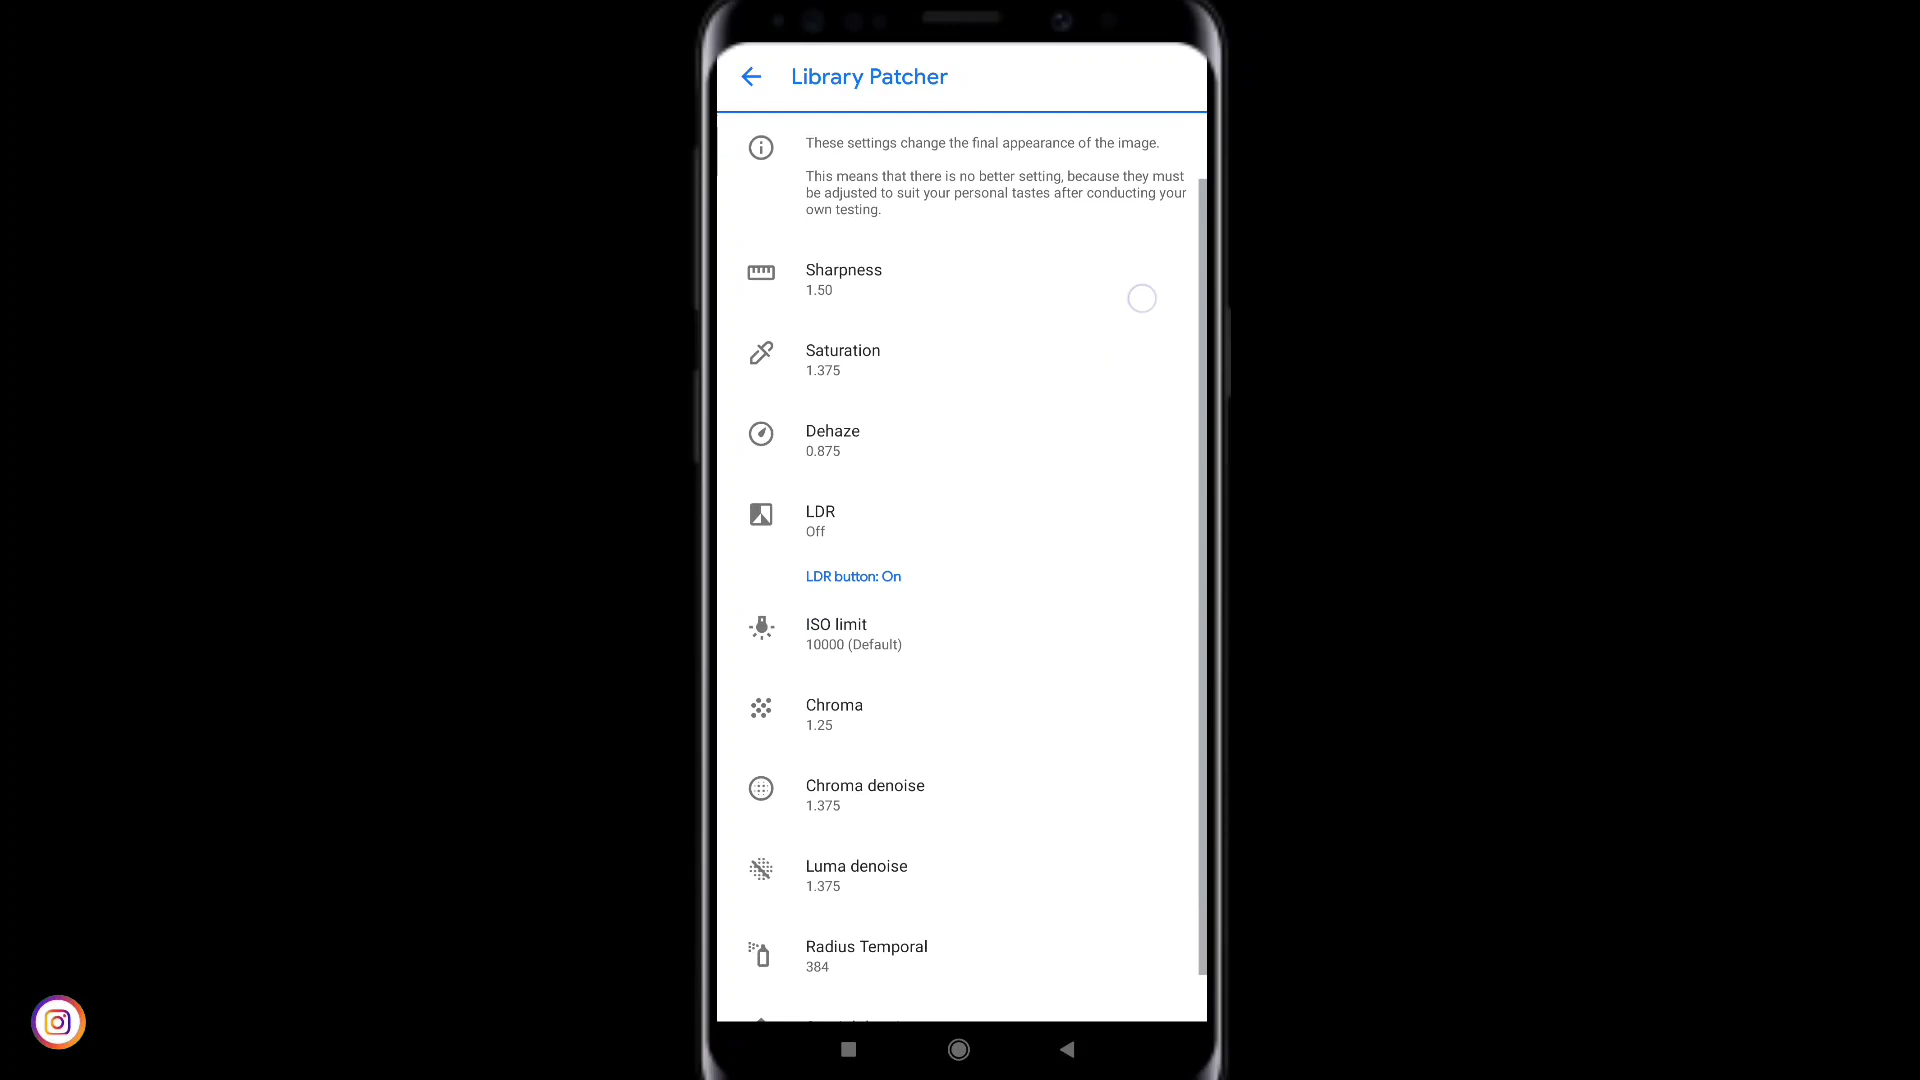 Library Patcher
These settings change the final appearance of the image.
This means that there is no better setting, because they must
be adjusted to suit your personal tastes after conducting your
own testing.
Sharpness
1.50
Saturation
1.375
Dehaze
0.875
LDR
Off
LDR button: On
ISO limit
10000 (Default)
Chroma
1.25
Chroma denoise
1.375
Luma denoise
1.375
Radius Temporal
384